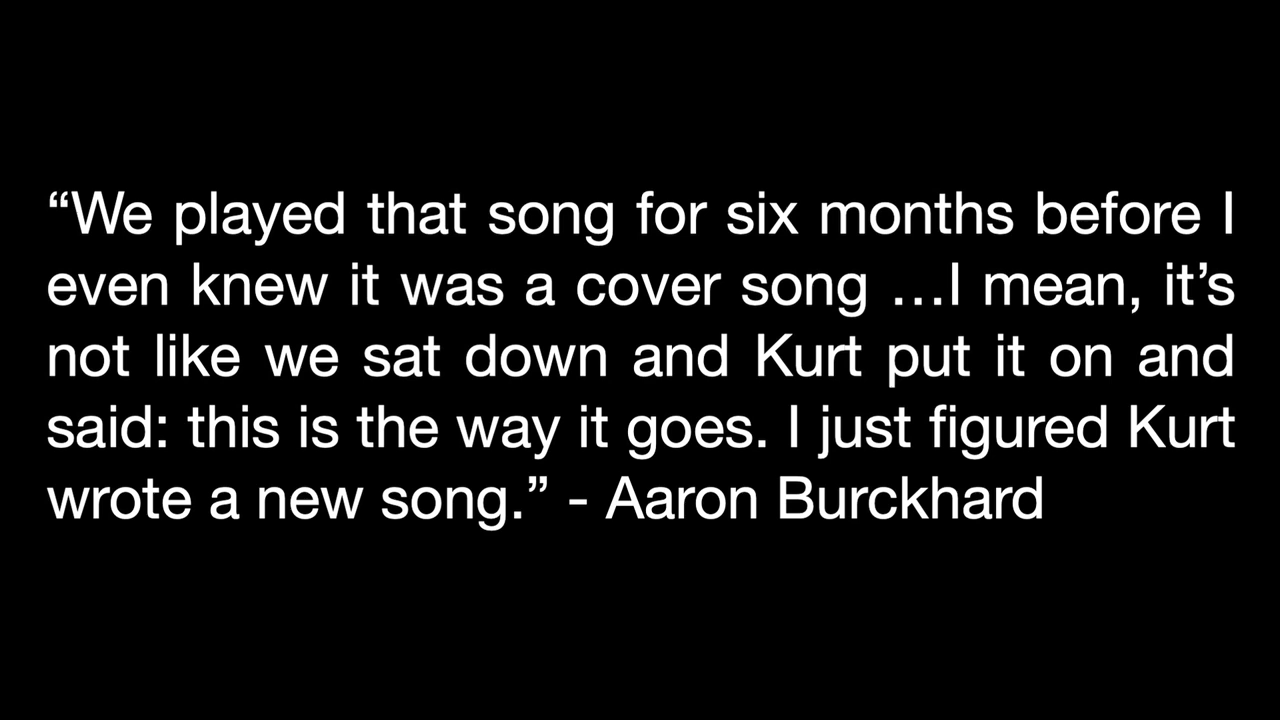 “We played that song for six months before I
even knew it was a cover song …I mean, it’s
not like we sat down and Kurt put it on and
said: this is the way it goes. I just figured Kurt
wrote a new song.” - Aaron Burckhard